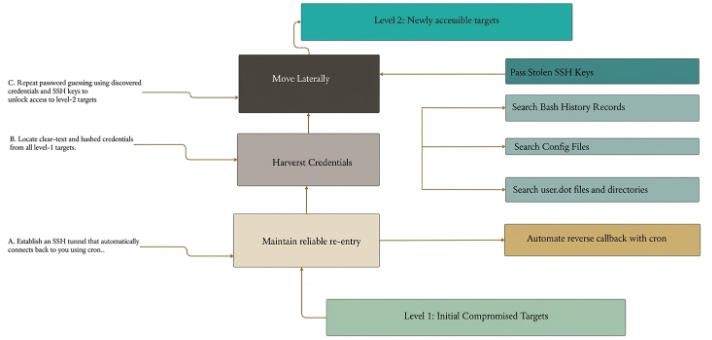 Level 2: Newly accessible targets
Move Laterally
Pass Stolen SSH Keys
C. Repeat password guessing using discovered
credentials and SSH keys to
unlock access to level-2 targets
Search Bash History Records
B. Locate clear-text and hashed credentials
from all level-1 targets.
Search Config Files
Harverst Credentials
Search user.dot files and directories
A. Establish an SSH tunnel that automatically
connects back to you using cron..
Maintain reliable re-entry
Automate reverse callback with cron
Level 1: Initial Compromised Targets